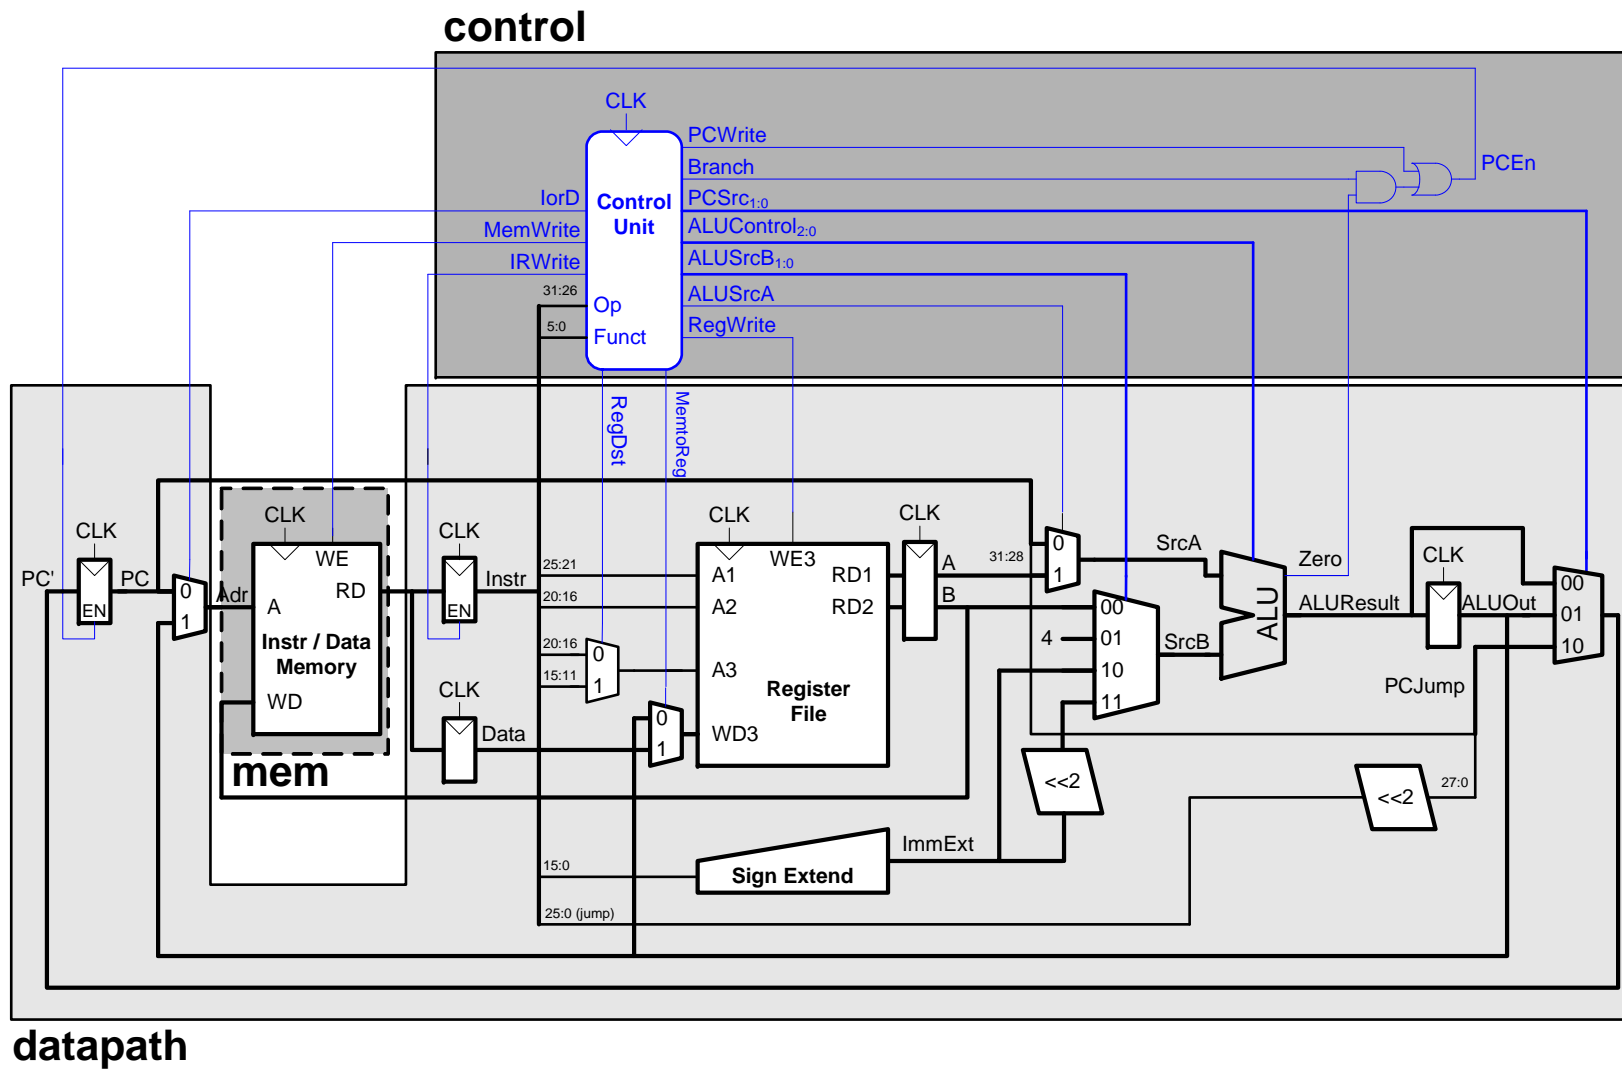 control
CLK
PCWrite
Branch
PCEn
IorD
Control
Unit
PCSrc1:0
MemWrite
ALUControl2:0
IRWrite
ALUSrcB1:0
31:26
Op
ALUSrcA
5:0
Funct
RegWrite
RegDst
MemtoReg
CLK
CLK
CLK
CLK
CLK
PC'
EN
PC
0
1
Adr
WE
A
RD
Instr / Data
Memory
WD
mem
EN
Instr
CLK
Data
25:21
20:16
20:16
15:11
0
1
0
1
WE3
A1
RD1
A2
RD2
A3
Register
File
WD3
A
B
31:28
0
1
SrcA
00
4
01
10
11
SrcB
ALU
Zero
ALUResult
CLK
ALUOut
00
01
10
PCJump
<<2
<<2
27:0
15:0
Sign Extend
ImmExt
25:0 (jump)
datapath